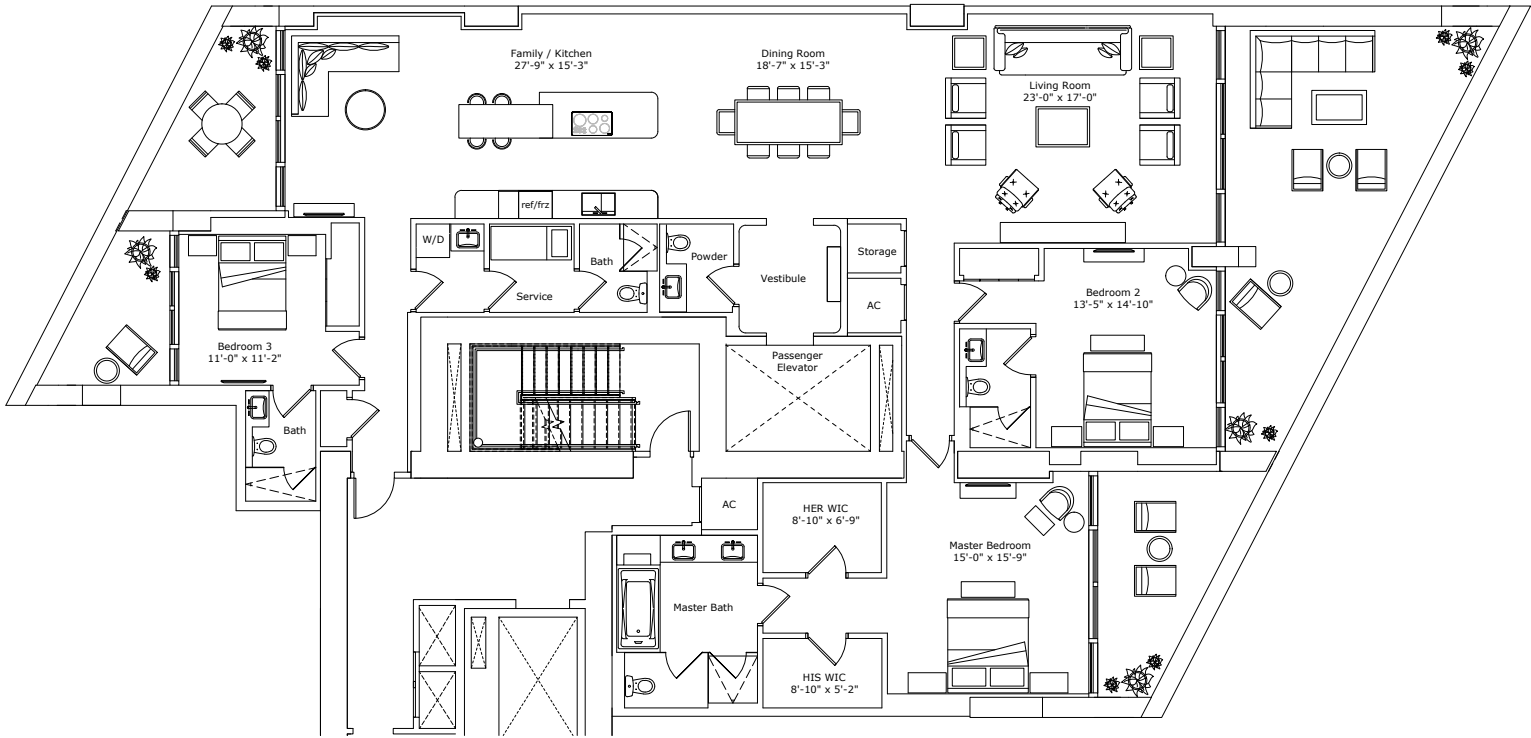 Family / Kitchen
27'-9" x 15'-3"
Dining Room
18'-7" x 15'-3"
Living Room
23'-0" x 17'-0"
ref/frz
W/D
Bath
Powder
Service
Vestibule
Storage
AC
Bedroom 2
13'-5" x 14'-10"
Bedroom 3
11'-0" x 11'-2"
Passenger
Elevator
Bath
AC
HER WIC
8'-10" x 6'-9"
Master Bedroom
15'-0" x 15'-9"
Master Bath
HIS WIC
8'-10" x 5'-2"